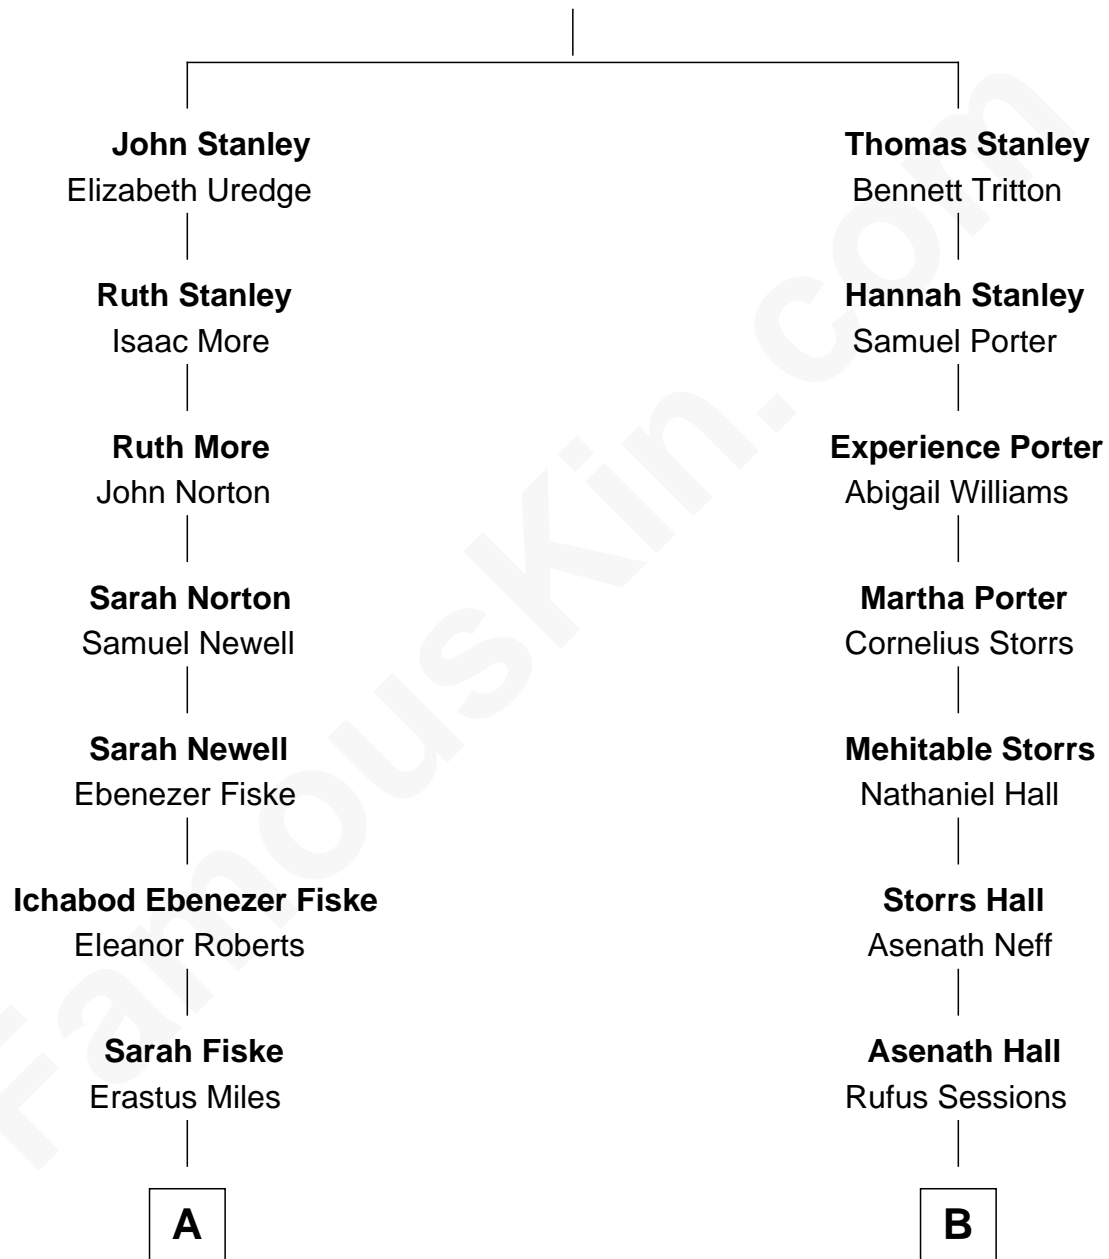 John Stanley
Elizabeth Uredge
Ruth Stanley
Isaac More
Ruth More
John Norton
Sarah Norton
Samuel Newell
Sarah Newell
Ebenezer Fiske
Ichabod Ebenezer Fiske
Eleanor Roberts
Sarah Fiske
Erastus Miles
A
Thomas Stanley
Bennett Tritton
Hannah Stanley
Samuel Porter
Experience Porter
Abigail Williams
Martha Porter
Cornelius Storrs
Mehitable Storrs
Nathaniel Hall
Storrs Hall
Asenath Neff
Asenath Hall
Rufus Sessions
B
FamousKin.com